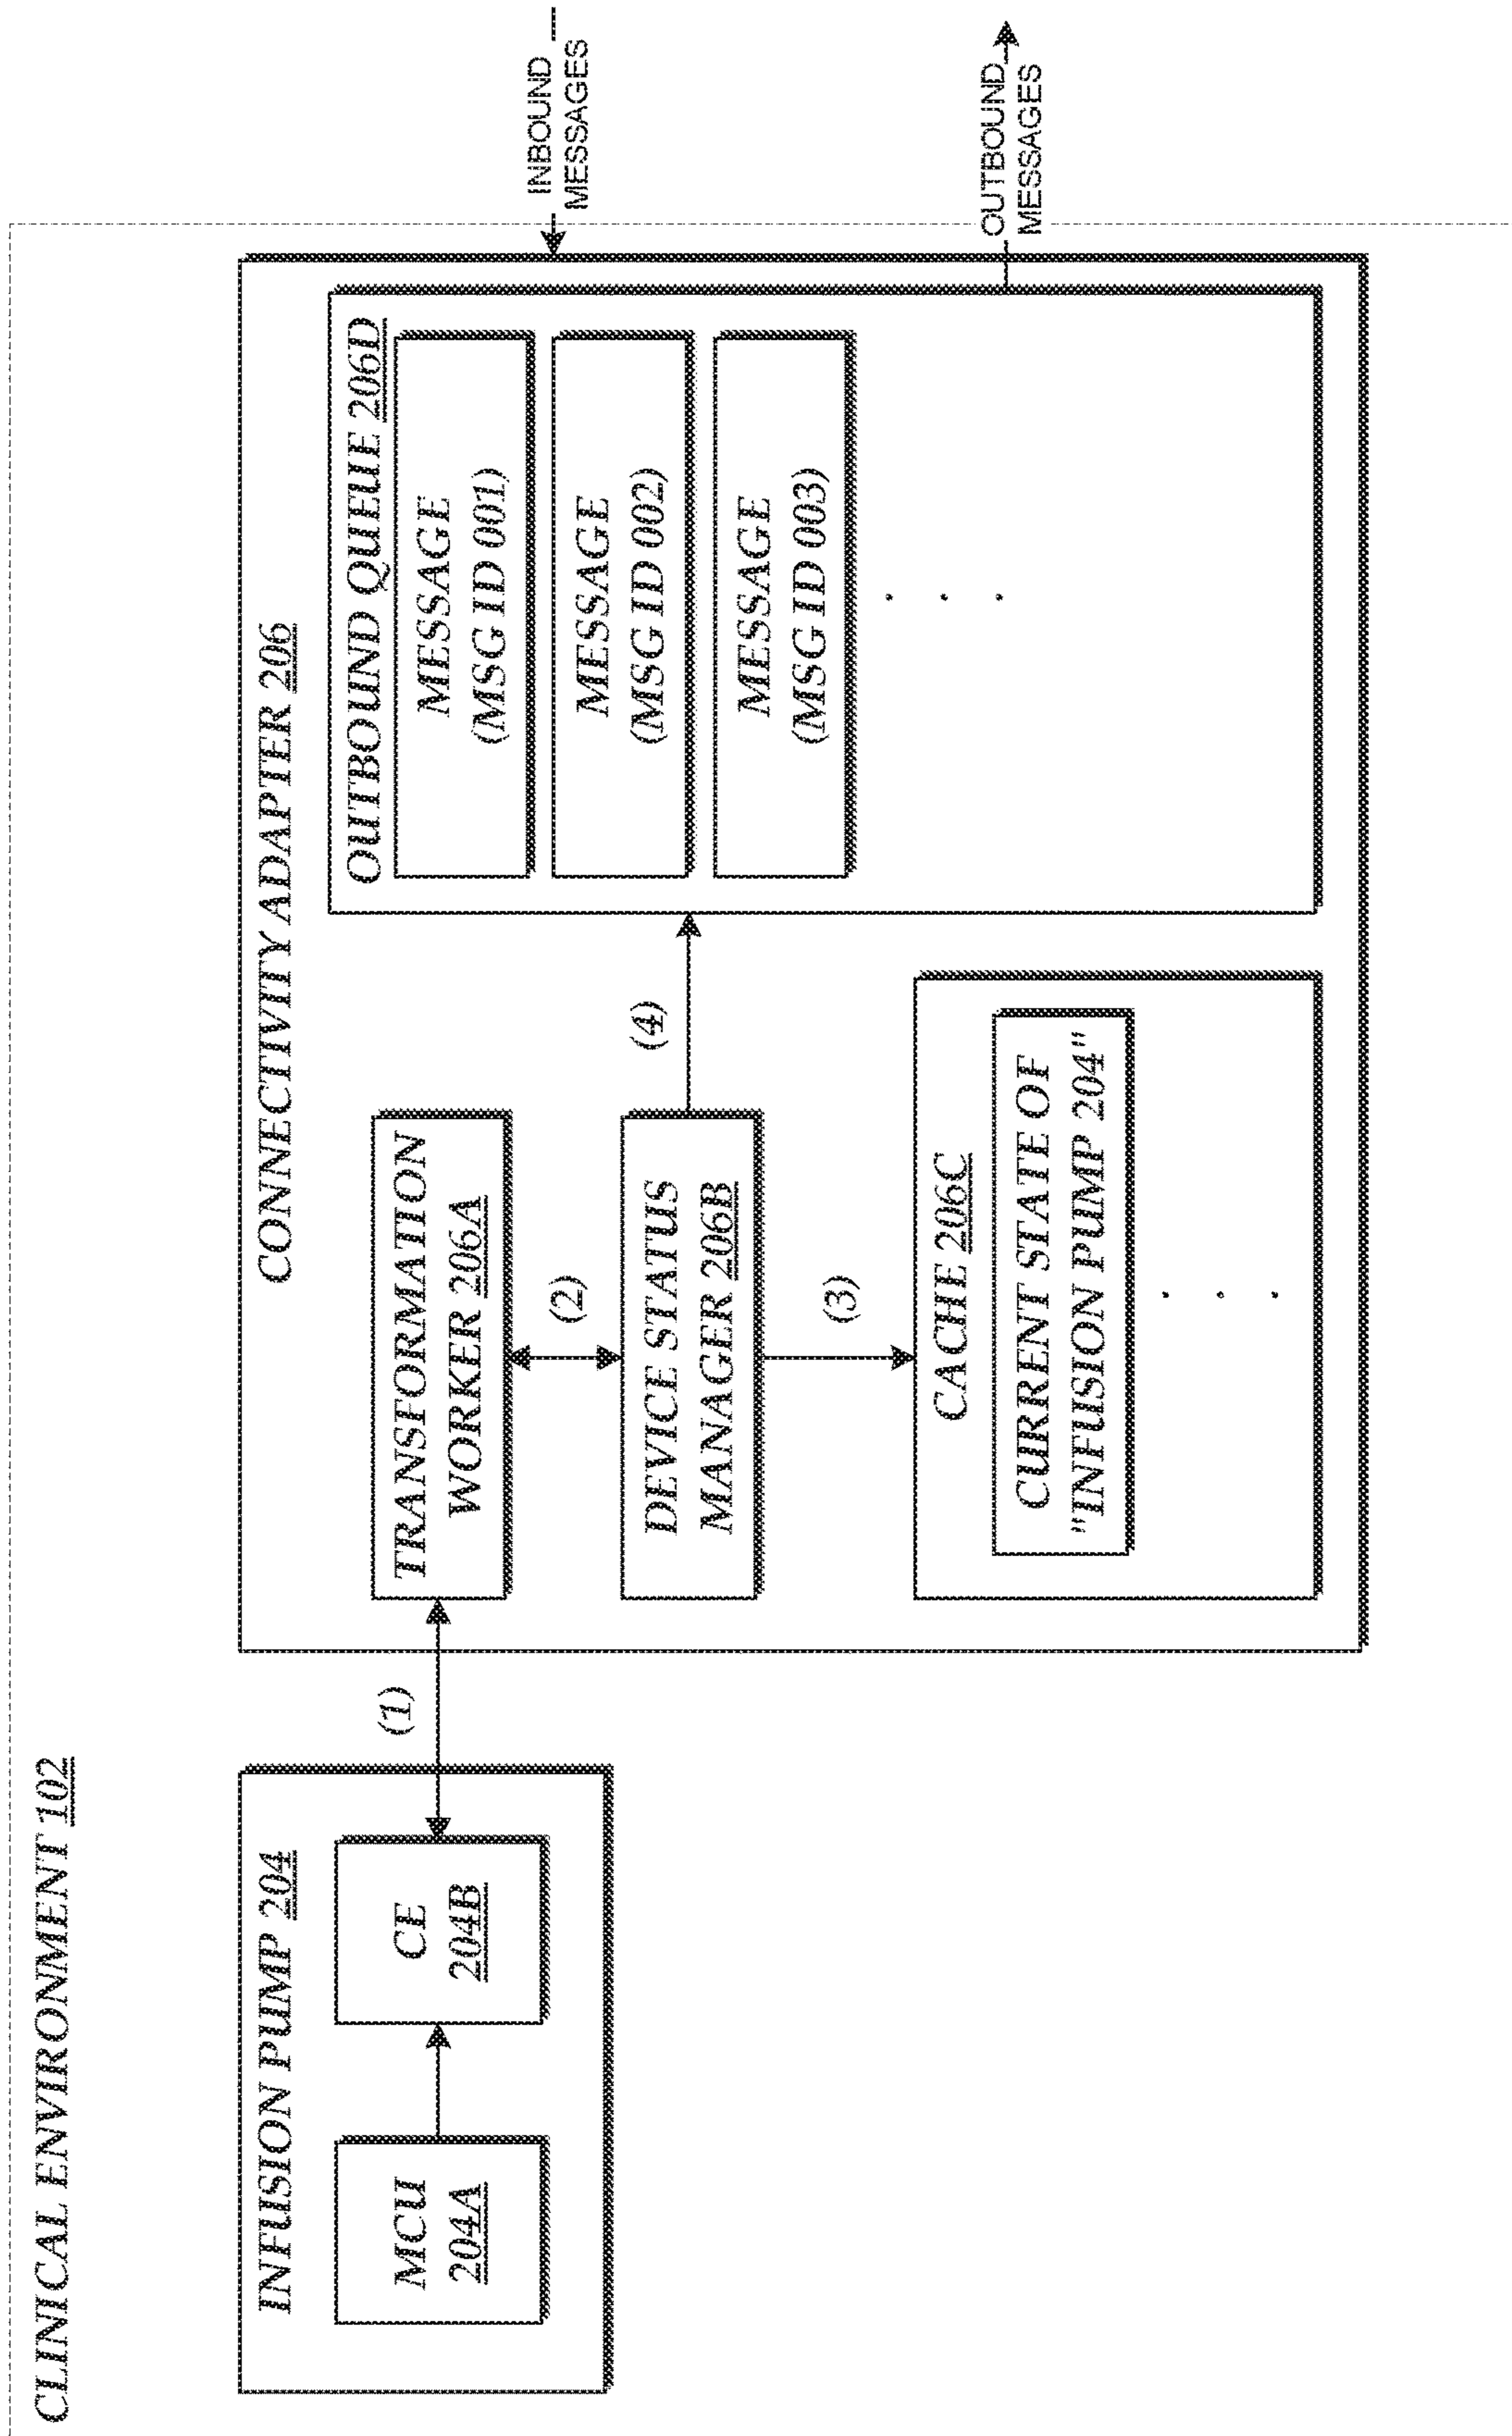 CLINICAL ENVIRONMENT 102
INFUSION PUMP 204
MCU
204A
CE
204B
(1)
CONNECTIVITY ADAPTER 206
TRANSFORMATION
WORKER 206A
(2)
DEVICE STATUS
MANAGER 206B
(3)
(4)
CACHE 206C
CURRENT STATE OF
"INFUSION PUMP 204"
.
.
.
OUTBOUND QUEUE 206D
MESSAGE
(MSG ID 001)
MESSAGE
(MSG ID 002)
MESSAGE
(MSG ID 003)
.
.
.
INBOUND
MESSAGES
OUTBOUND
MESSAGES